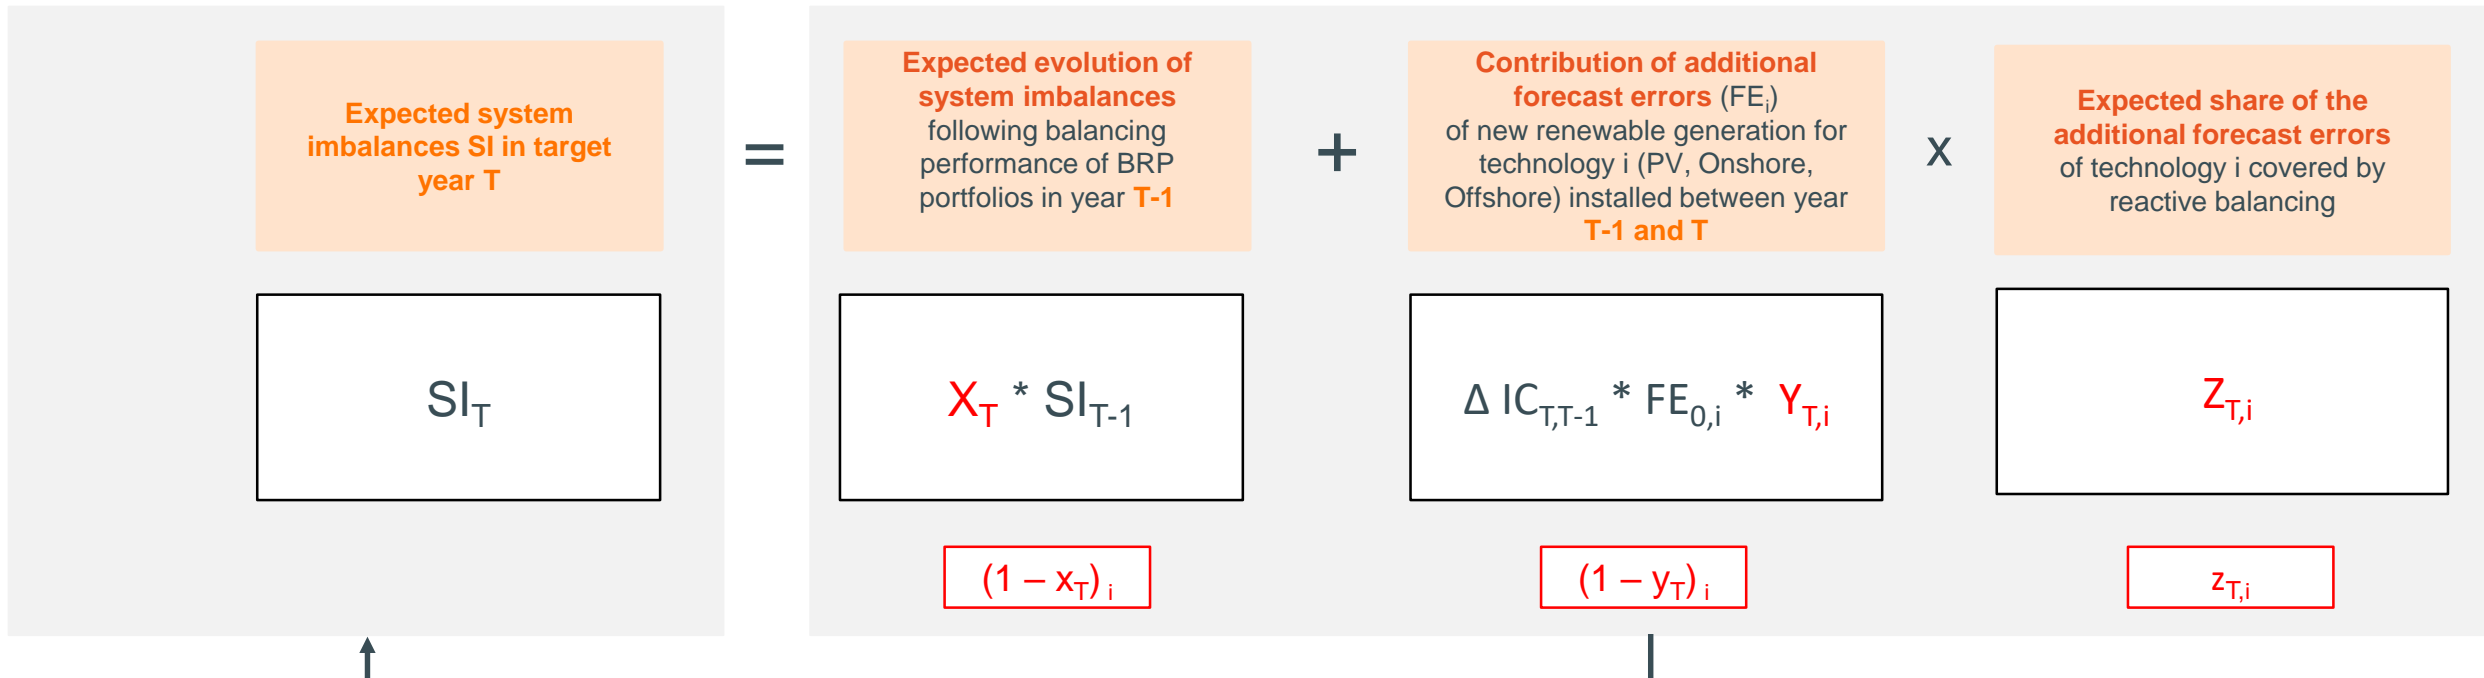 Expected system
imbalances SI in target
year T
=
Expected evolution of
system imbalances
following balancing
performance of BRP
portfolios in year T-1
+
Contribution of additional
forecast errors (FEi)
of new renewable generation for
technology i (PV, Onshore,
Offshore) installed between year
T-1 and T
x
Expected share of the
additional forecast errors
of technology i covered by
reactive balancing
SIT
XT * SIT-1
Δ ICT,T-1 * FE0,i * YT,i
ZT,i
(1 – xT) i
(1 – yT) i
zT,i